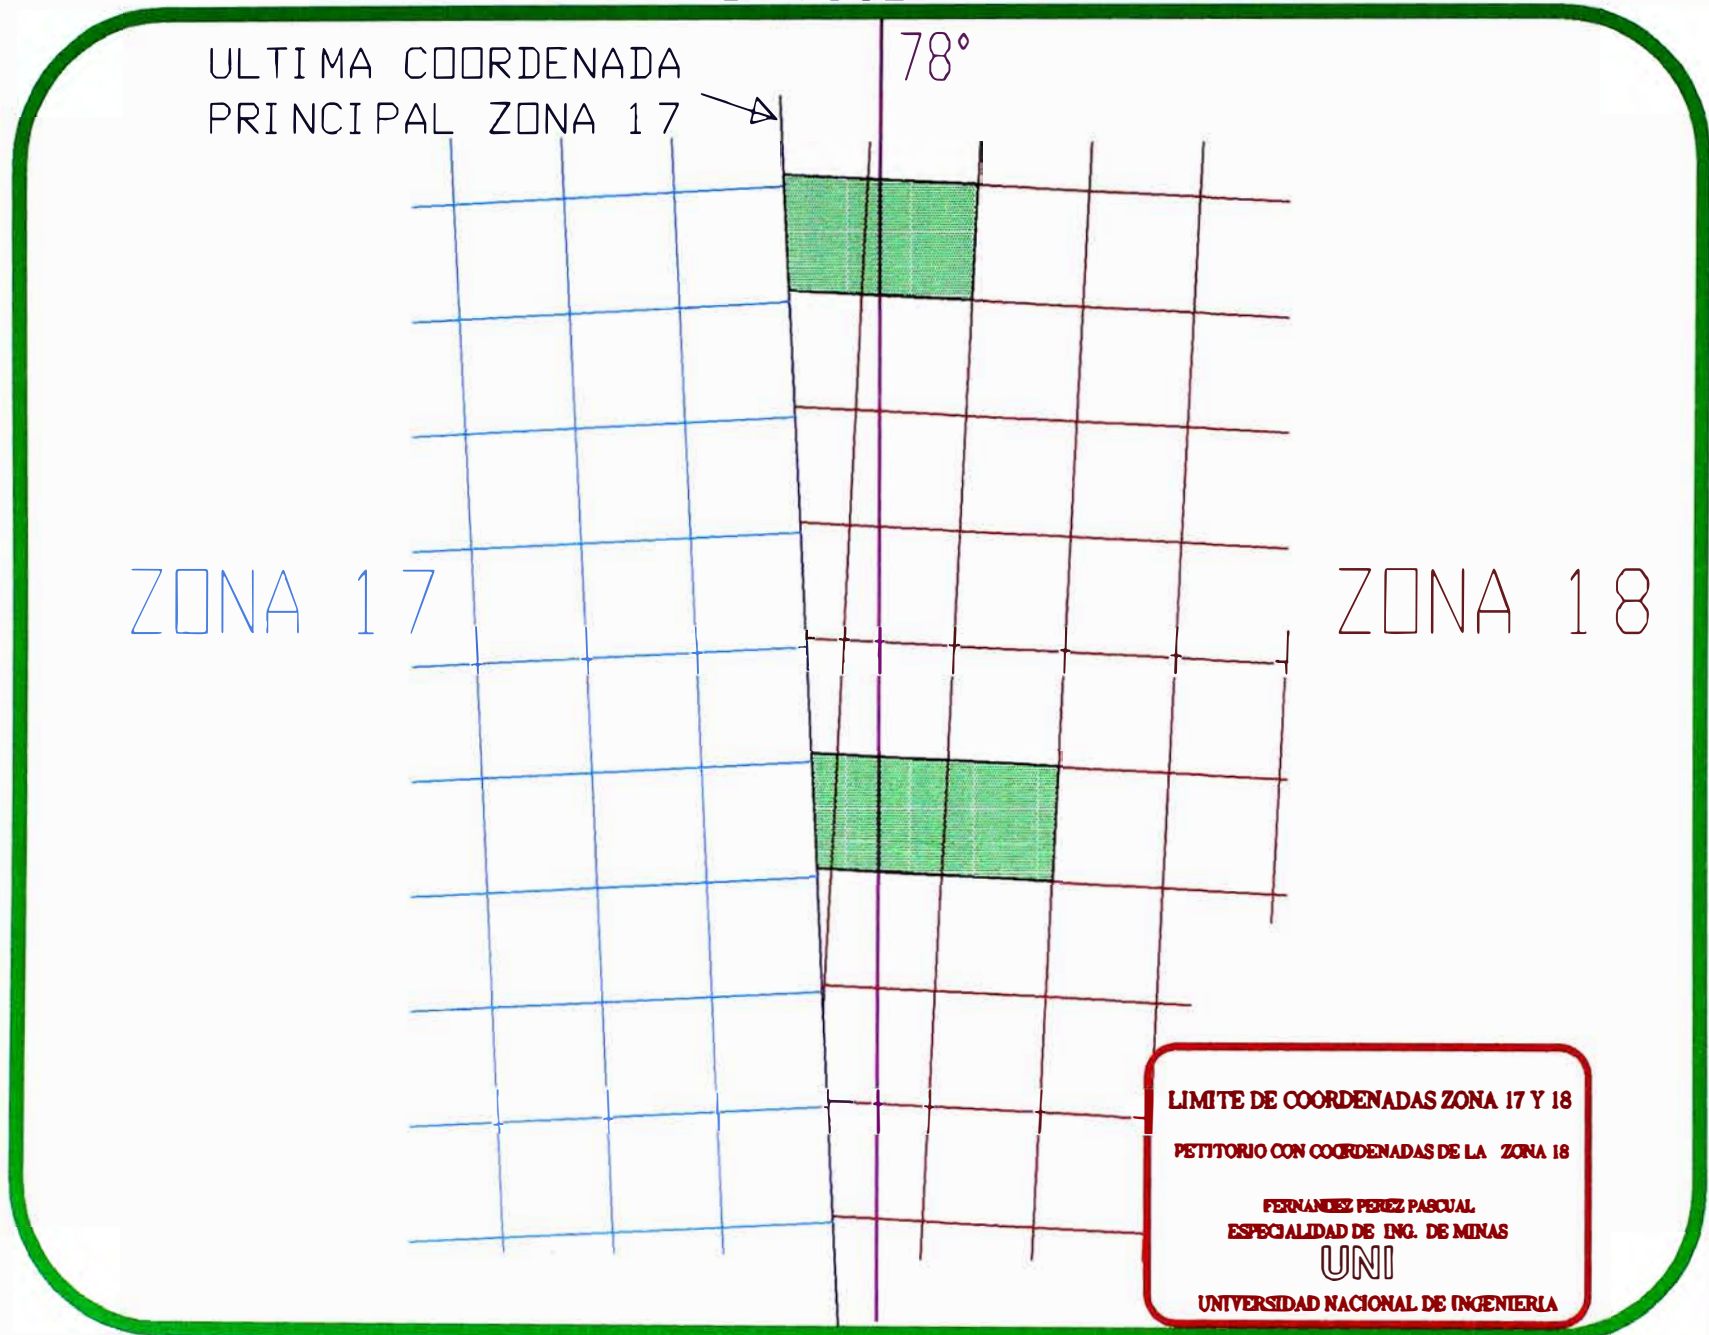 ULTIMA COORDENADA
PRINCIPAL ZONA 17
78°
ZONA 17
ZONA 18
LIMITE DE COORDENADAS ZONA 17 Y 18
PETITORIO CON COORDENADAS DE LA ZONA 18
FERNANDEZ PEREZ PASCUAL
ESPECIALIDAD DE ING. DE MINAS
UNI
UNIVERSIDAD NACIONAL DE INGENIERIA